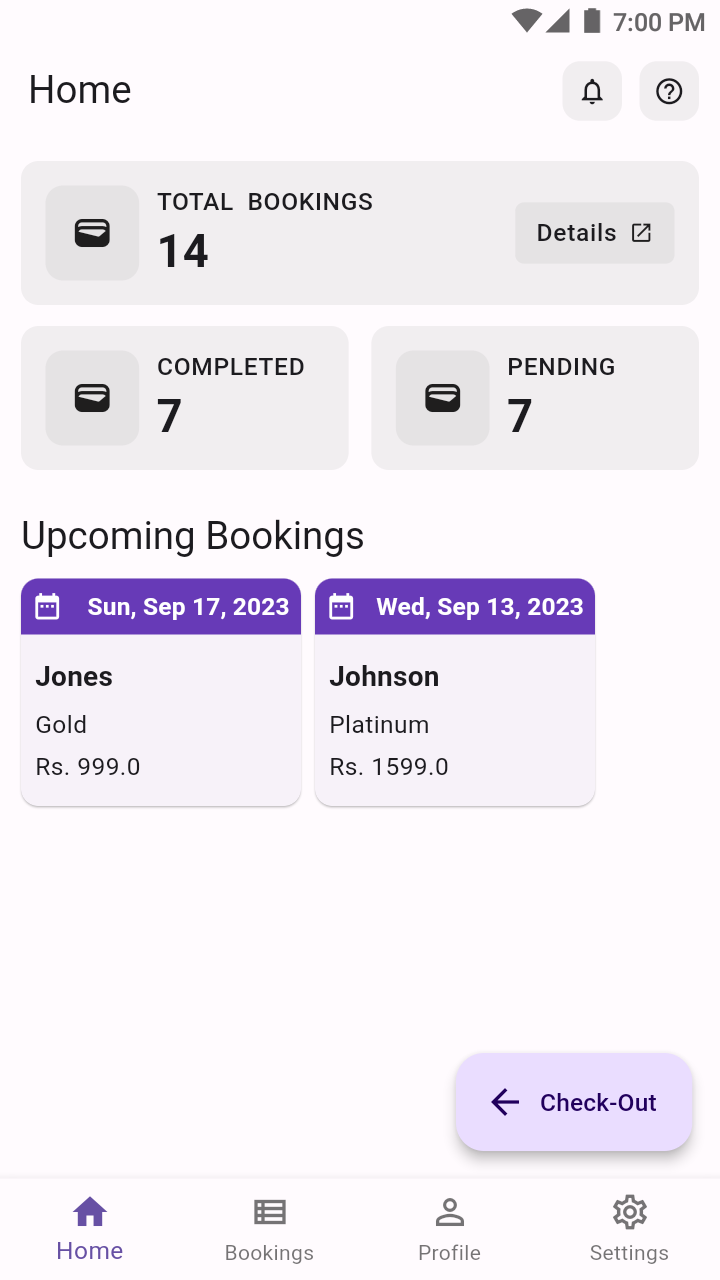 7:00 PM
Home
TOTAL BOOKINGS
14
Details
COMPLETED
7
PENDING
7
Upcoming Bookings
Sun, Sep 17, 2023
Jones
Gold
Rs. 999.0
Wed, Sep 13, 2023
Johnson
Platinum
Rs. 1599.0
Check-Out
Home
Bookings
Profile
Settings